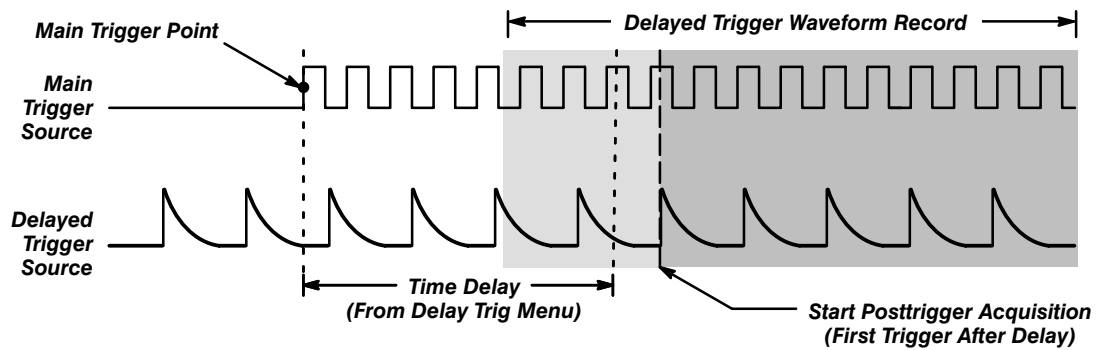 Delayed Trigger Waveform Record
Main Trigger Point
Main
Trigger
Source
Delayed
Trigger
Source
Time Delay
(From Delay Trig Menu)
Start Posttrigger Acquisition
(First Trigger After Delay)